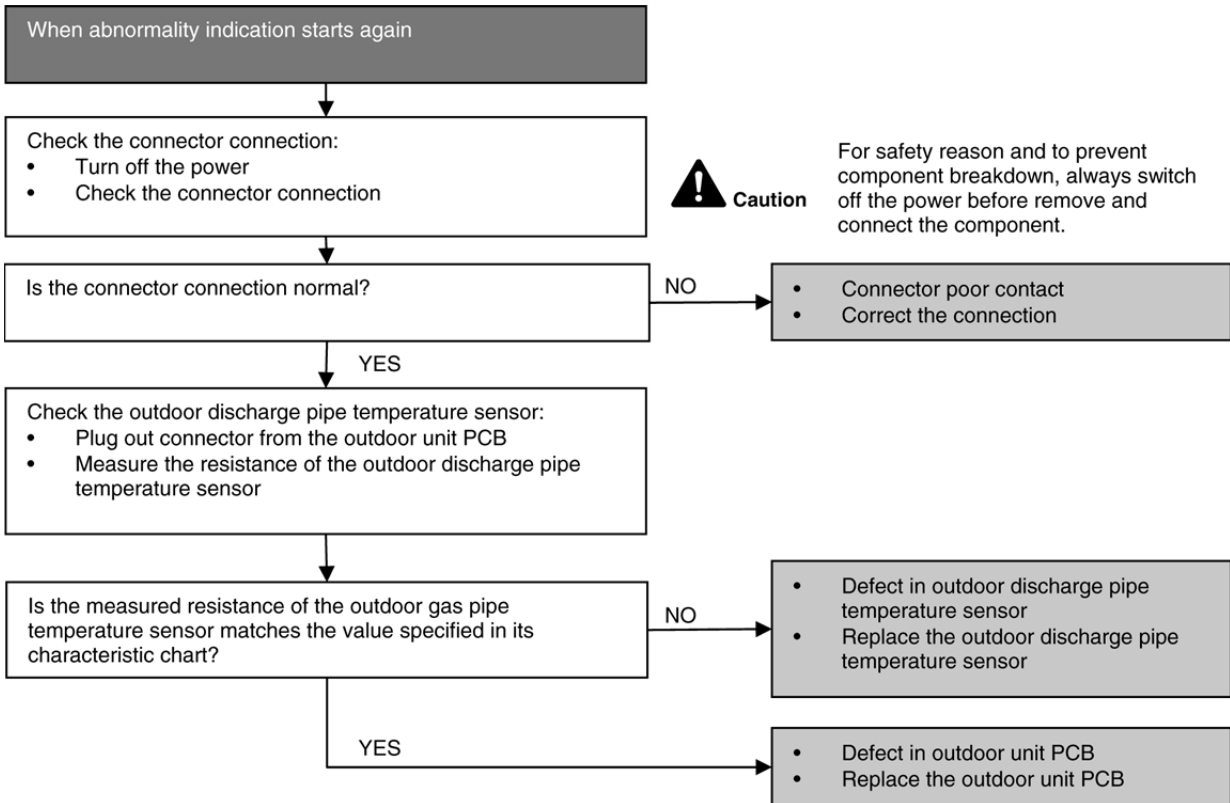 When abnormality indication starts again
Check the connector connection:
• Turn off the power
• Check the connector connection
Caution
For safety reason and to prevent
component breakdown, always switch
off the power before remove and
connect the component.
Is the connector connection normal?
NO
• Connector poor contact
• Correct the connection
YES
Check the outdoor discharge pipe temperature sensor:
• Plug out connector from the outdoor unit PCB
• Measure the resistance of the outdoor discharge pipe
temperature sensor
Is the measured resistance of the outdoor gas pipe
temperature sensor matches the value specified in its
characteristic chart?
NO
• Defect in outdoor discharge pipe
temperature sensor
• Replace the outdoor discharge pipe
temperature sensor
YES
• Defect in outdoor unit PCB
• Replace the outdoor unit PCB